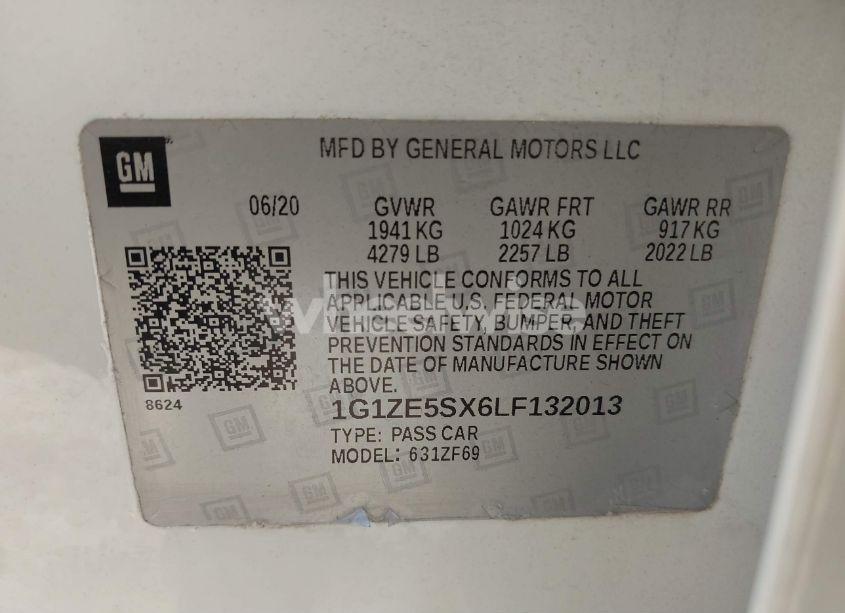 GM
MFD BY GENERAL MOTORS LLC
06/20 GVWR GAWR FRT GAWR RR
1941 KG 1024 KG 917 KG
4279 LB 2257 LB 2022 LB
THIS VEHICLE CONFORMS TO ALL
APPLICABLE U.S. FEDERAL MOTOR
VEHICLE SAFETY, BUMPER, AND THEFT
PREVENTION STANDARDS IN EFFECT ON
THE DATE OF MANUFACTURE SHOWN
ABOVE.
8624
1G1ZE5SX6LF132013
TYPE: PASS CAR
MODEL: 631ZF69